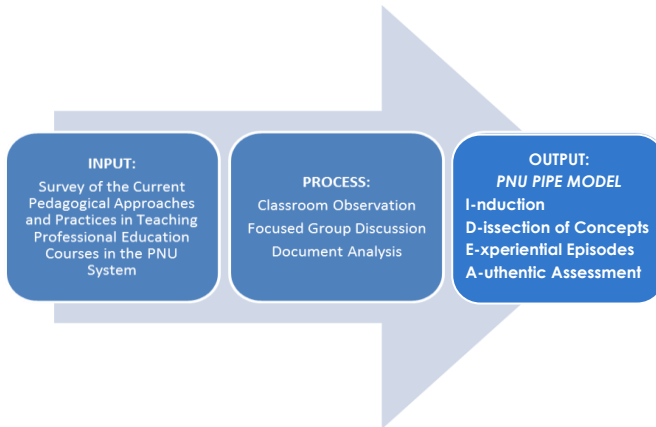 INPUT:
Survey of the Current
Pedagogical Approaches
and Practices in Teaching
Professional Education
Courses in the PNU
System
PROCESS:
Classroom Observation
Focused Group Discussion
Document Analysis
OUTPUT:
PNU PIPE MODEL
I-nduction
D-issection of Concepts
E-xperiential Episodes
A-uthentic Assessment